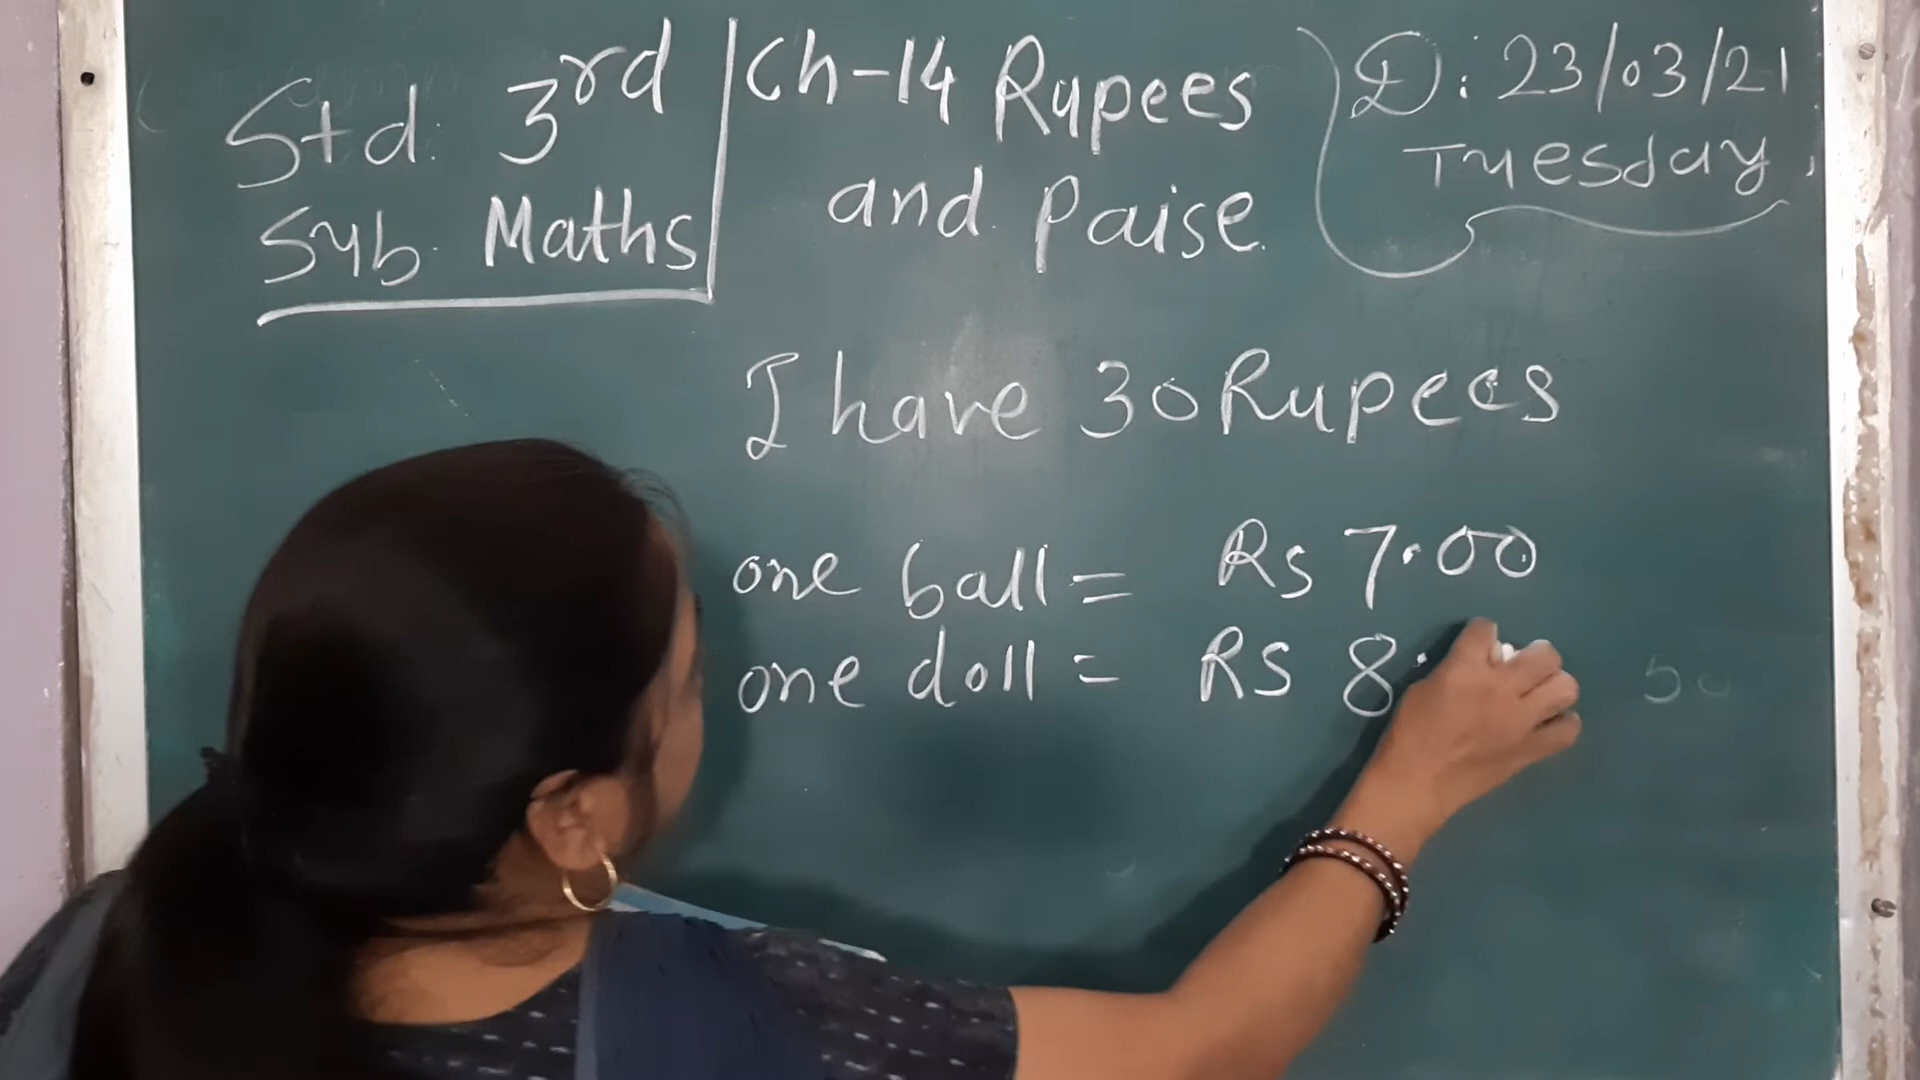 Std. 3rd
Sub. Maths
Ch-14 Rupees
and Paise.
D: 23/03/21
Tuesday.
I have 30 Rupees
one ball = Rs 7.00
one doll = Rs 8.
50